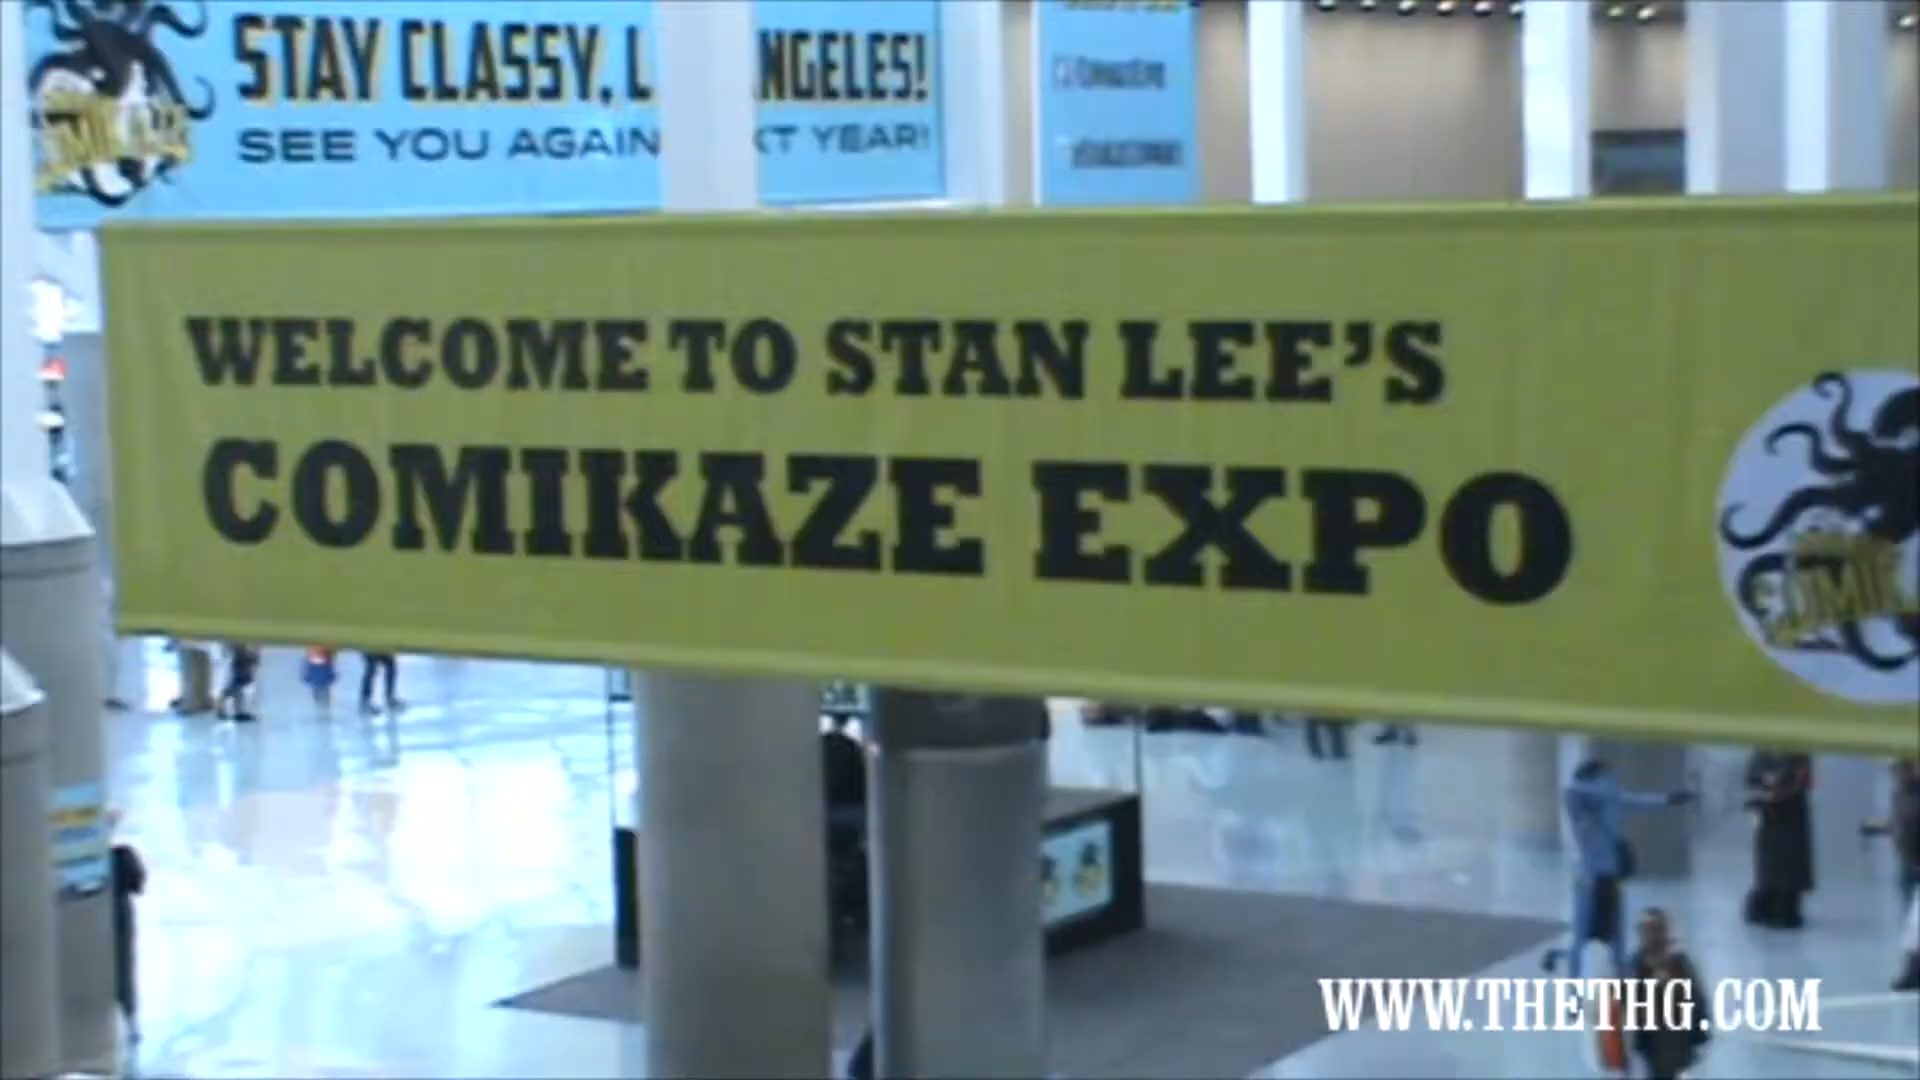 STAY CLASSY, L NGELES!
SEE YOU AGAIN XT YEAR!
WELCOME TO STAN LEE'S
COMIKAZE EXPO
WWW.THETHG.COM